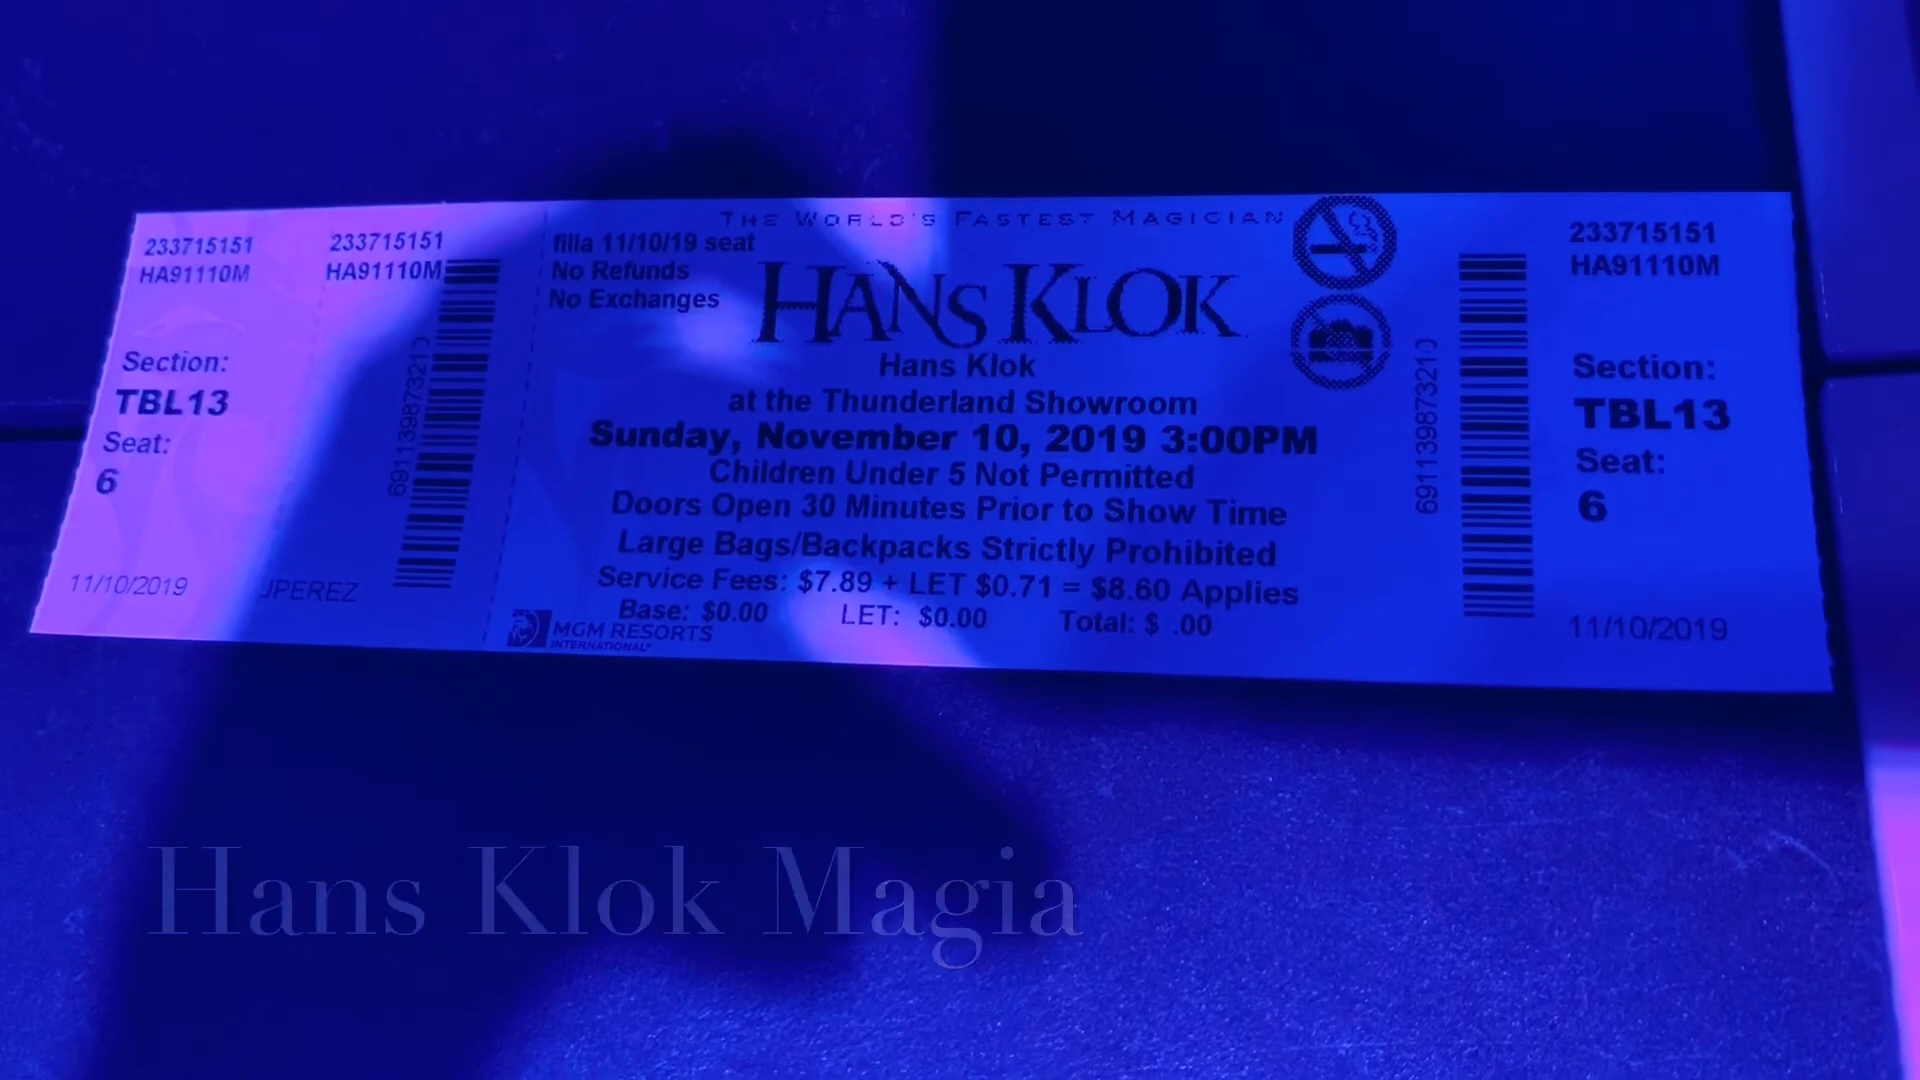 233715151
HA91110M
Section:
TBL13
Seat:
6
11/10/2019
233715151
HA91110M
691139873210
JPEREZ
THE WORLD'S FASTEST MAGICIAN
filla 11/10/19 seat
No Refunds
No Exchanges
HANS KLOK
Hans Klok
at the Thunderland Showroom
Sunday, November 10, 2019 3:00PM
Children Under 5 Not Permitted
Doors Open 30 Minutes Prior to Show Time
Large Bags/Backpacks Strictly Prohibited
Service Fees: $7.89 + LET $0.71 = $8.60 Applies
Base: $0.00 LET: $0.00 Total: $ .00
MGM RESORTS
INTERNATIONAL
691139873210
233715151
HA91110M
Section:
TBL13
Seat:
6
11/10/2019
Hans Klok Magia